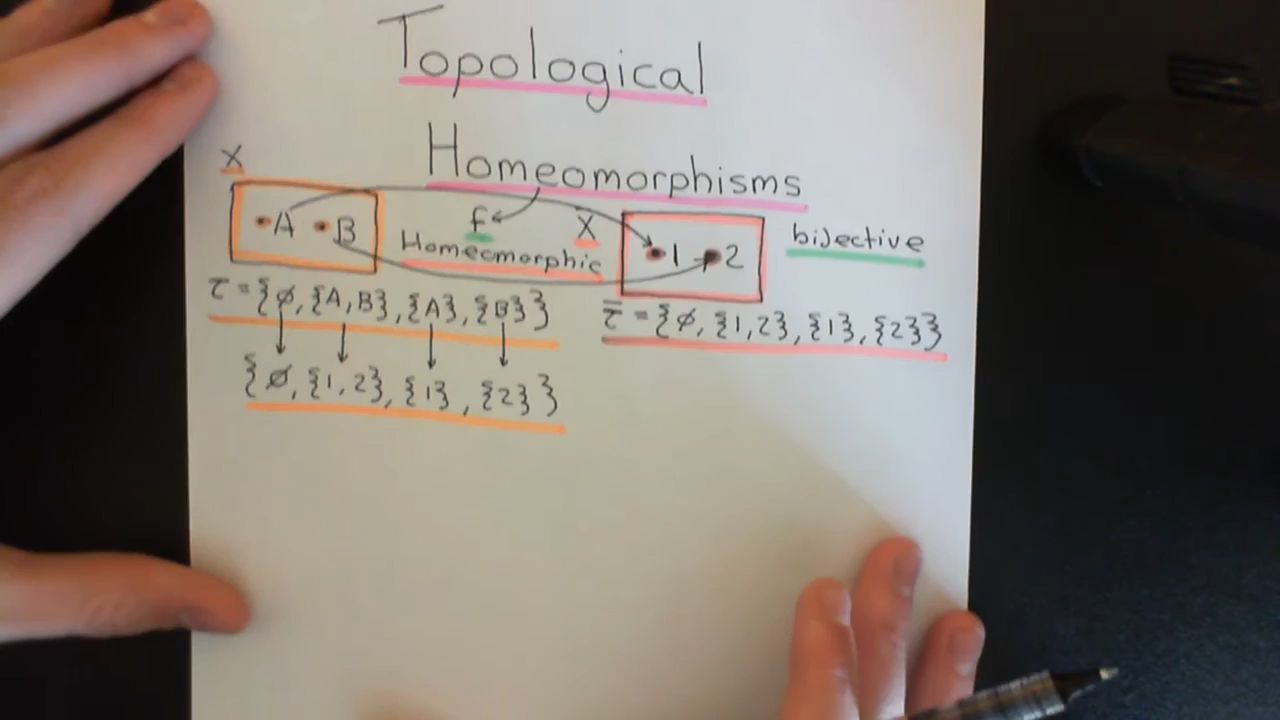 Topological
Homeomorphisms
X
•A •B
f
Homeomorphic
X̄
•1 •2
bijective
τ = {∅, {A, B}, {A}, {B}}
τ̄ = {∅, {1, 2}, {1}, {2}}
{∅, {1, 2}, {1}, {2}}